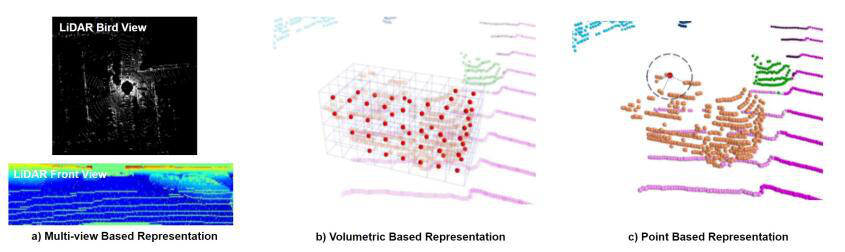 LiDAR Bird View
LiDAR Front View
a) Multi-view Based Representation
b) Volumetric Based Representation
c) Point Based Representation